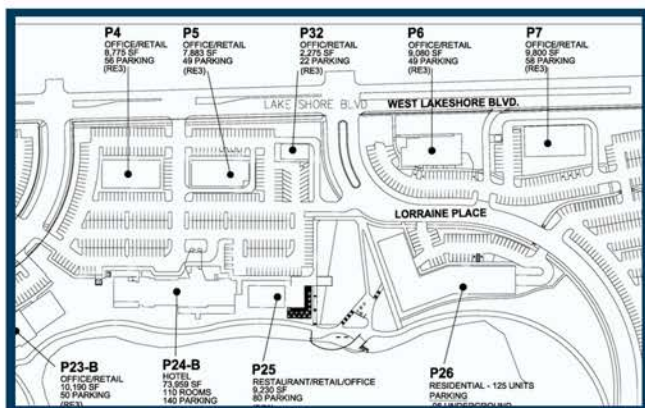 P4
OFFICE/RETAIL
8,775 SF
56 PARKING
(RE3)
P5
OFFICE/RETAIL
7,883 SF
49 PARKING
(RE3)
P32
OFFIC/RETAIL
2,275 SF
22 PARKING
(RE3)
P6
OFFICE/RETAIL
9,080 SF
49 PARKING
(RE3)
P7
OFFICE/RETAIL
9,800 SF
58 PARKING
(RE3)
LAKE SHORE BLVD
WEST LAKESHORE BLVD.
LORRAINE PLACE
P23-B
OFFICE/RETAIL
10,190 SF
50 PARKING
P24-B
HOTEL
73,959 SF
110 ROOMS
140 PARKING
P25
RESTAURANT/RETAIL/OFFICE
9,230 SF
80 PARKING
P26
RESIDENTIAL - 125 UNITS
PARKING